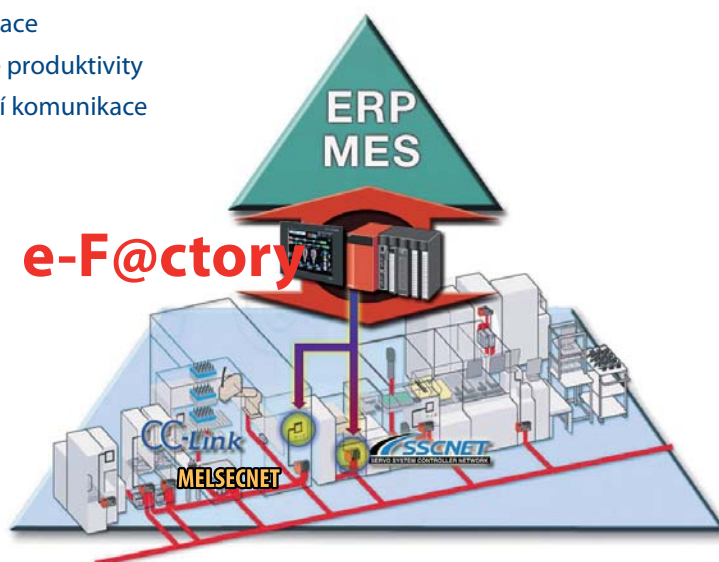 ace
produktivity
í komunikace
ERP
MES
e-F@ctory
CC-Link
SSCNET
SERVO SYSTEM CONTROLLER NETWORK
MELSECNET